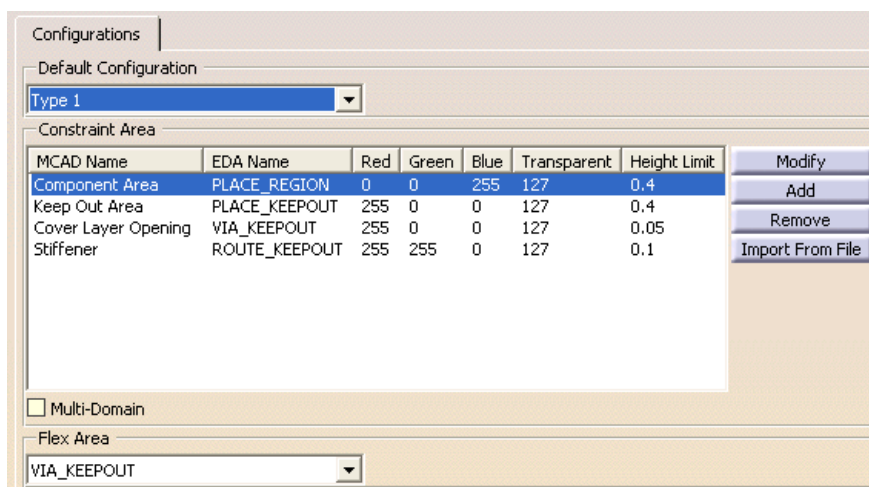 Configurations
Default Configuration
Type 1
Constraint Area
MCAD Name EDA Name Red Green Blue Transparent Height Limit
Component Area PLACE_REGION 0 0 255 127 0.4
Keep Out Area PLACE_KEEPOUT 255 0 0 127 0.4
Cover Layer Opening VIA_KEEPOUT 255 0 0 127 0.05
Stiffener ROUTE_KEEPOUT 255 255 0 127 0.1
Modify
Add
Remove
Import From File
Multi-Domain
Flex Area
VIA_KEEPOUT